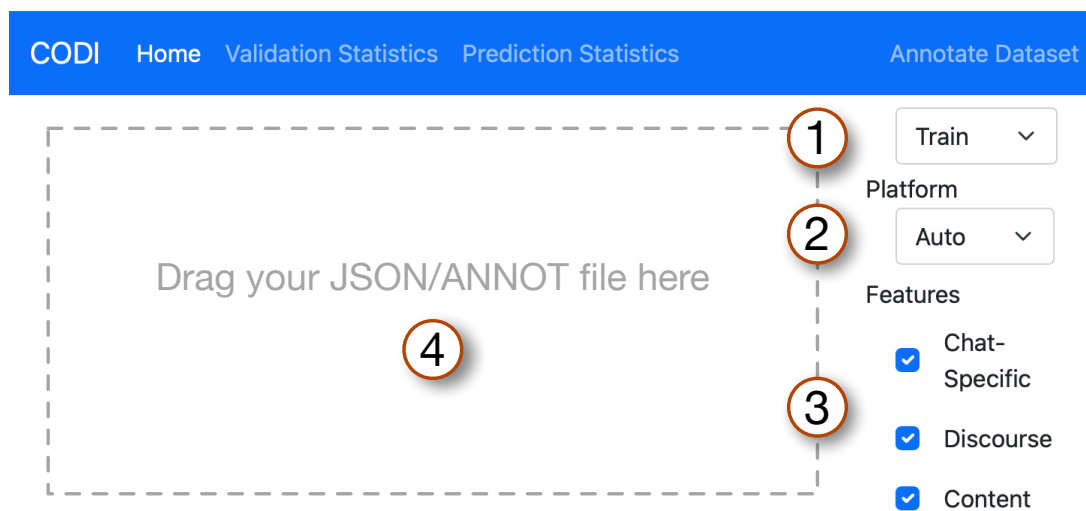 CODI Home Validation Statistics Prediction Statistics Annotate Dataset
1 Train
Platform
2 Auto
Drag your JSON/ANNOT file here
Features
4
Chat-
Specific
3
Discourse
Content